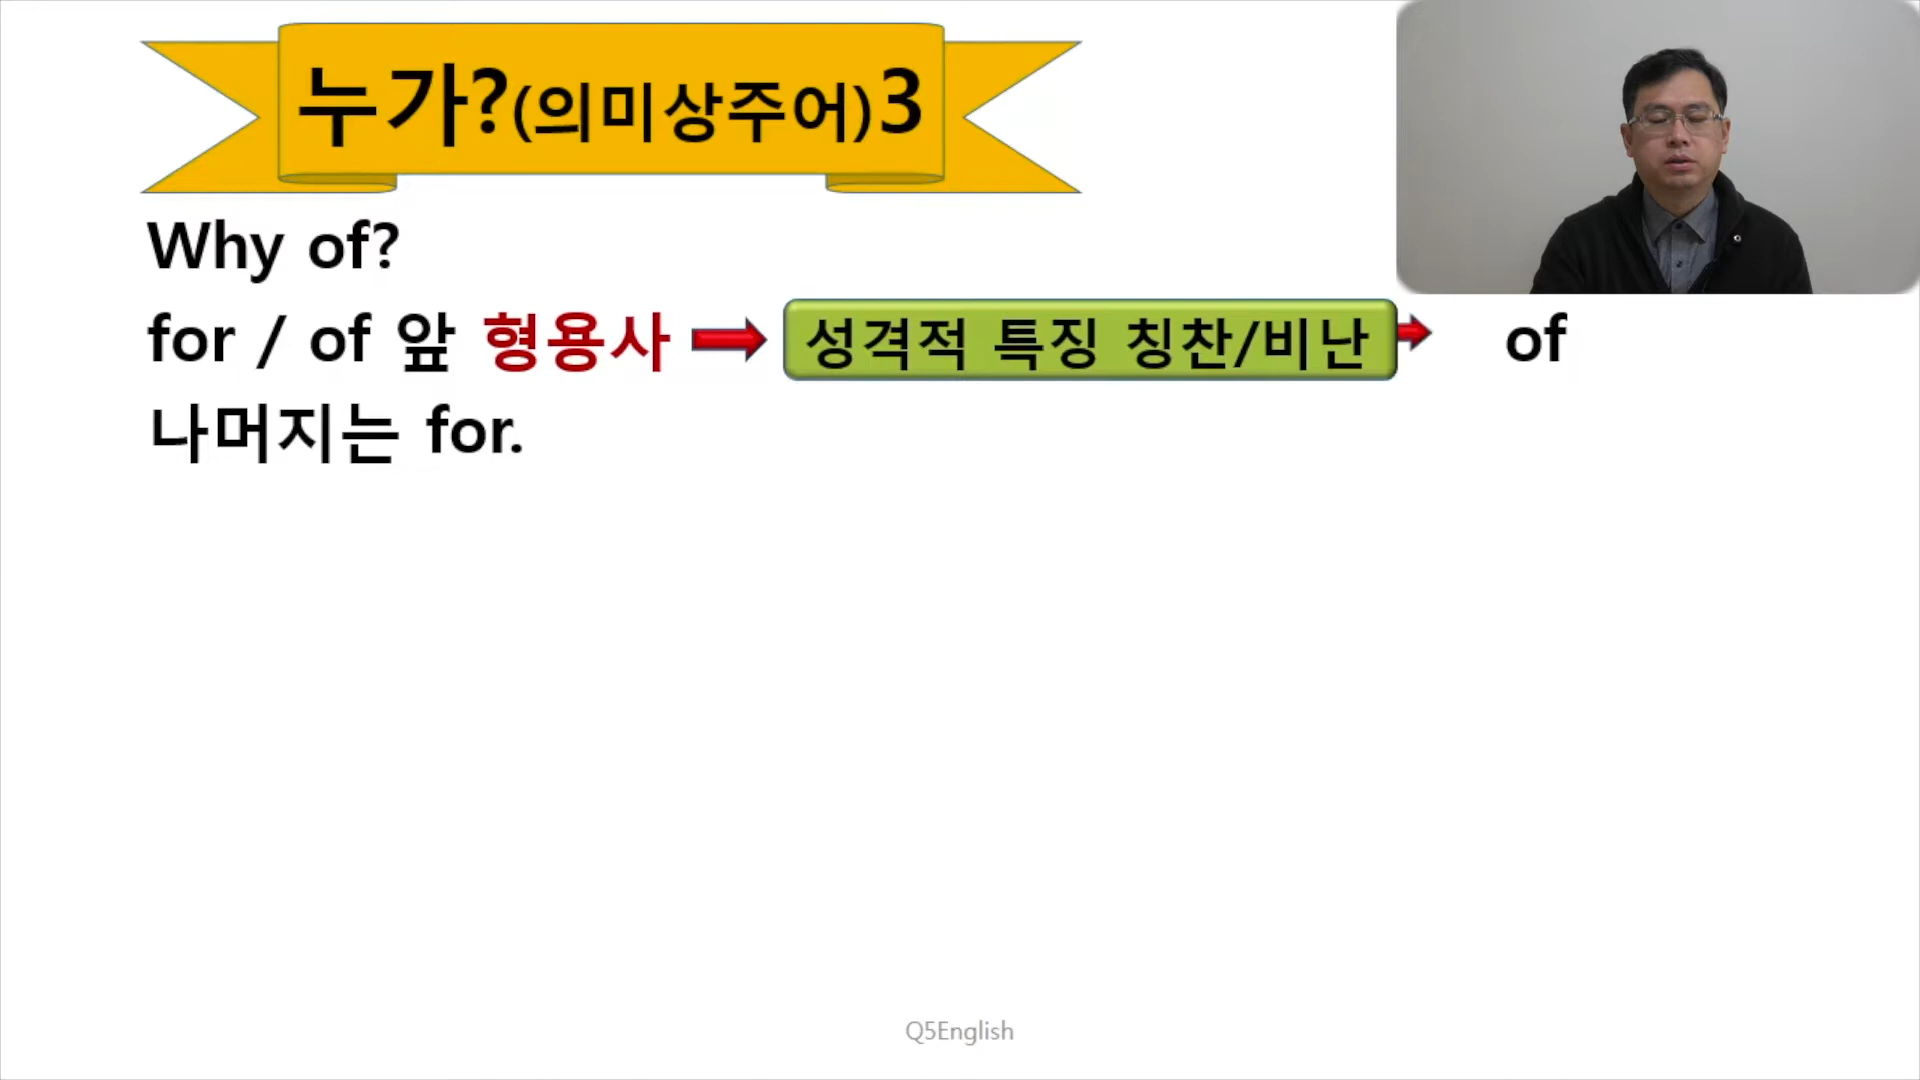 누가?(의미상주어)3
Why of?
for / of 앞 형용사 성격적 특징 칭찬/비난 of
나머지는 for.
Q5English